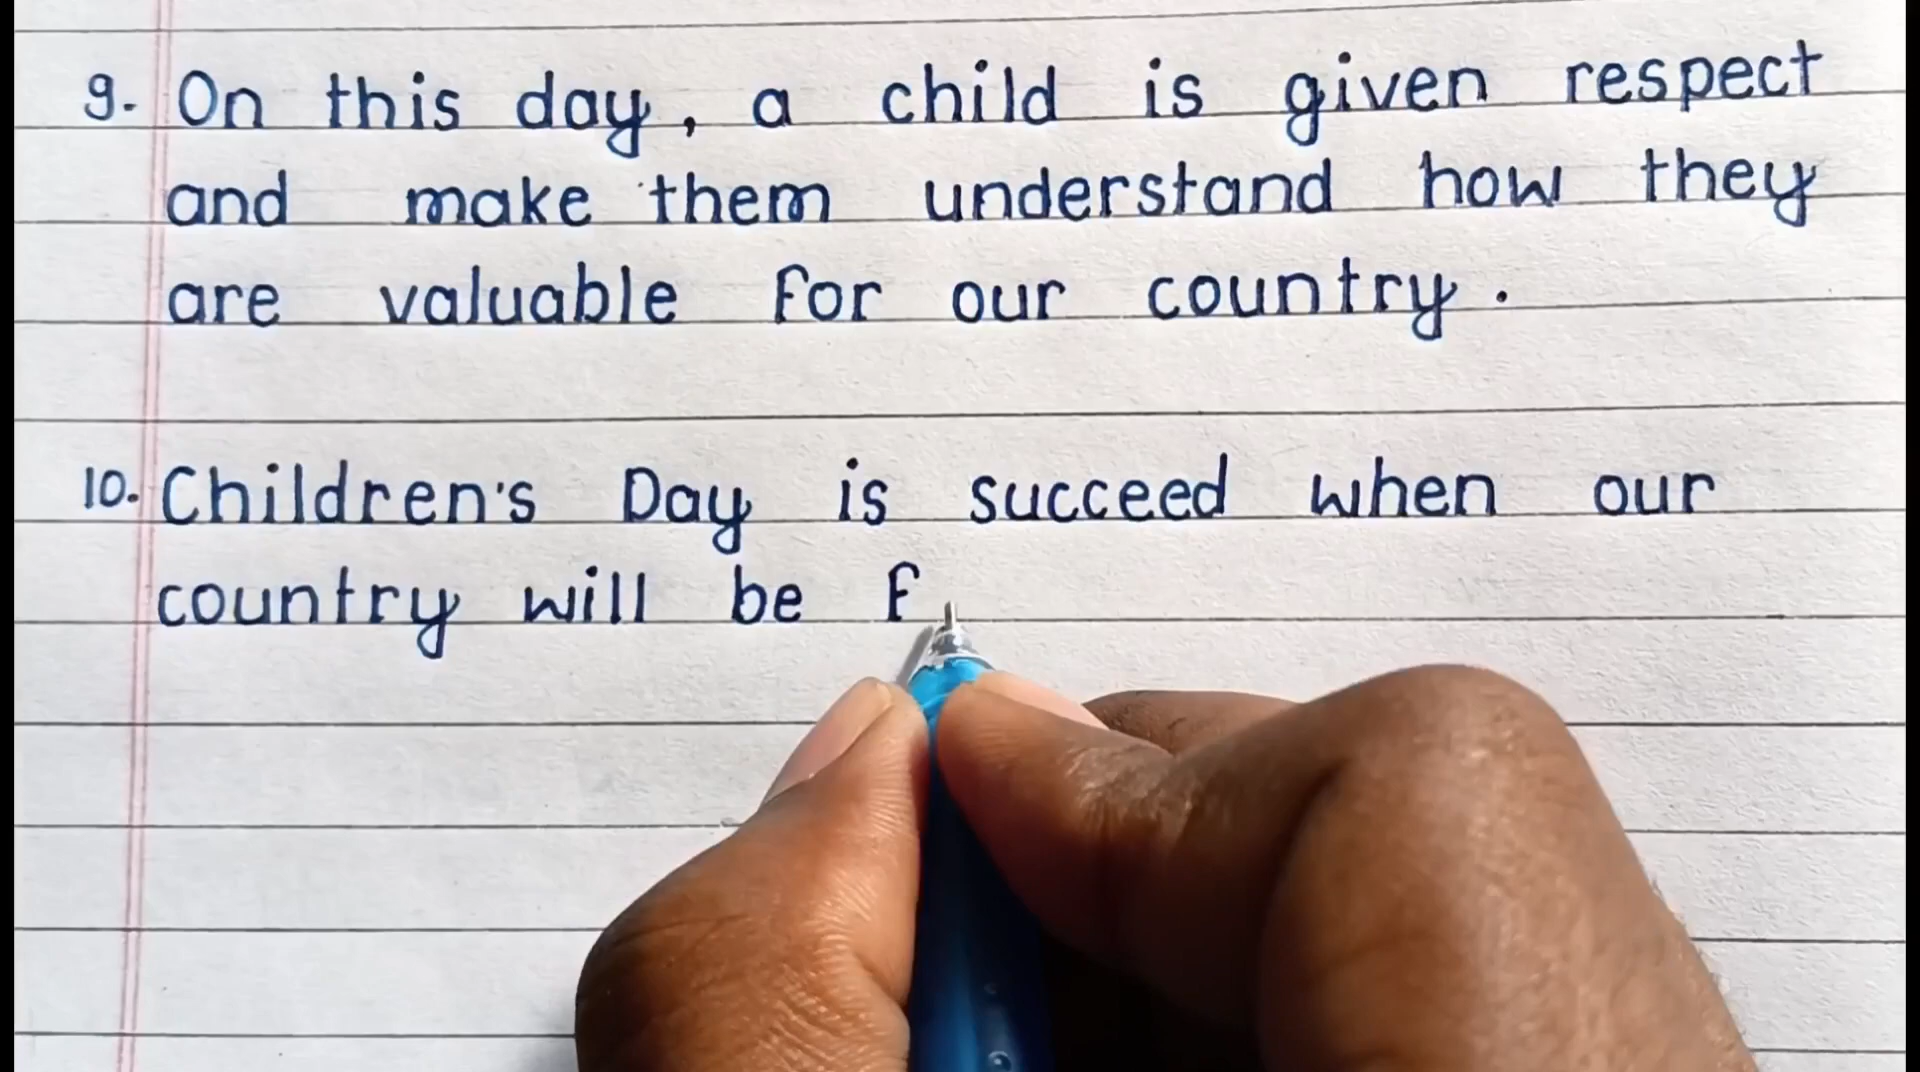 9. On this day, a child is given respect
and make them understand how they
are valuable for our country.
10. Children's Day is succeed when our
country will be f